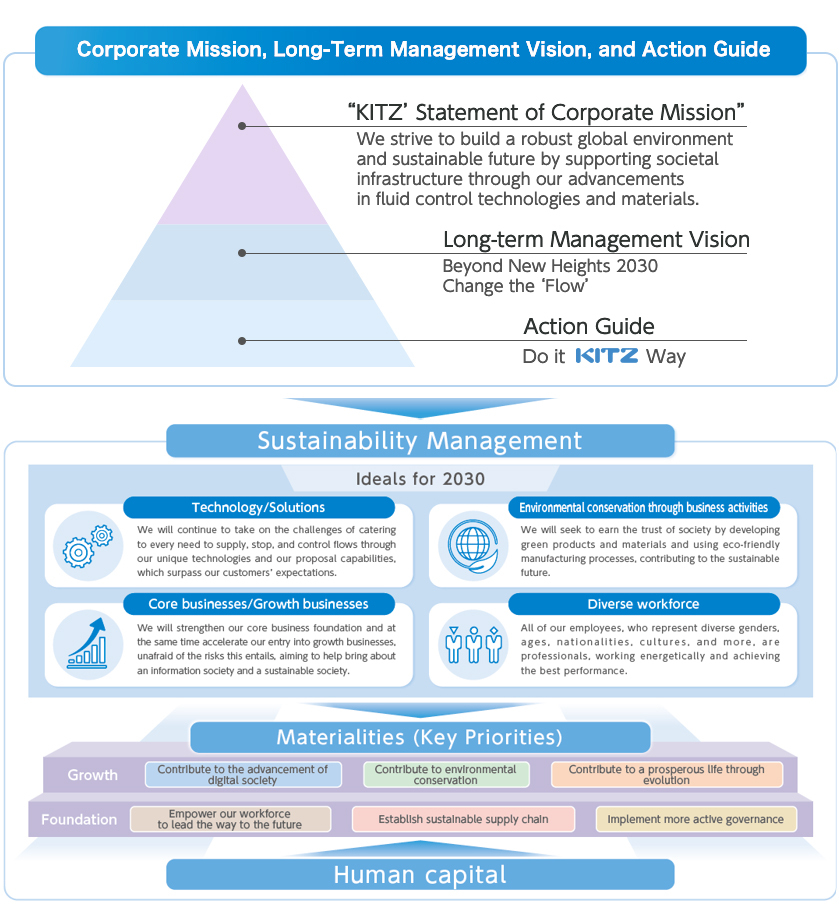 Corporate Mission, Long-Term Management Vision, and Action Guide
“KITZ’ Statement of Corporate Mission”
We strive to build a robust global environment
and sustainable future by supporting societal
infrastructure through our advancements
in fluid control technologies and materials.
Long-term Management Vision
Beyond New Heights 2030
Change the ‘Flow’
Action Guide
Do it KITZ Way
Sustainability Management
Ideals for 2030
Technology/Solutions
We will continue to take on the challenges of catering
to every need to supply, stop, and control flows through
our unique technologies and our proposal capabilities,
which surpass our customers’ expectations.
Environmental conservation through business activities
We will seek to earn the trust of society by developing
green products and materials and using eco-friendly
manufacturing processes, contributing to the sustainable
future.
Core businesses/Growth businesses
We will strengthen our core business foundation and at
the same time accelerate our entry into growth businesses,
unafraid of the risks this entails, aiming to help bring about
an information society and a sustainable society.
Diverse workforce
All of our employees, who represent diverse genders,
ages, nationalities, cultures, and more, are
professionals, working energetically and achieving
the best performance.
Materialities (Key Priorities)
Growth
Contribute to the advancement of
digital society
Contribute to environmental
conservation
Contribute to a prosperous life through
evolution
Foundation
Empower our workforce
to lead the way to the future
Establish sustainable supply chain
Implement more active governance
Human capital